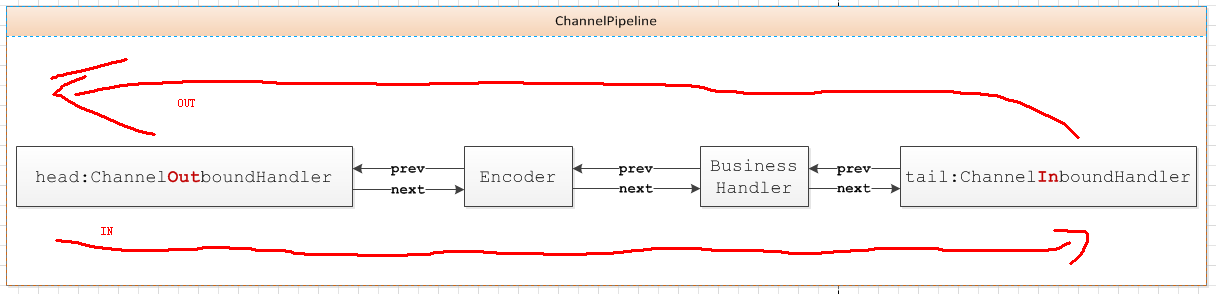 ChannelPipeline
OUT
head:ChannelOutboundHandler
prev
next
Encoder
prev
next
Business
Handler
prev
next
tail:ChannelInboundHandler
IN